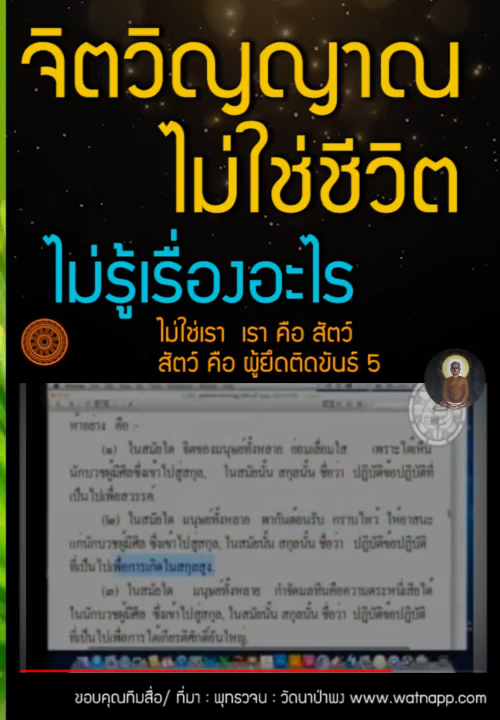 จิตวิญญาณ
ไม่ใช่ชีวิต
ไม่รู้เรื่องอะไร
ไม่ใช่เรา เรา คือ สัตว์
สัตว์ คือ ผู้ยึดติดขันธ์ 5
ห้าอย่าง คือ :-
(๑) ในสมัยใด จิตของมนุษย์ทั้งหลาย ย่อมเลื่อมใส เพราะได้เห็น
นักบวชผู้มีศีลซึ่งเข้าไปสู่สกุล, ในสมัยนั้น สกุลนั้น ชื่อว่า ปฏิบัติข้อปฏิบัติที่
เป็นไปเพื่อสวรรค์.
(๒) ในสมัยใด มนุษย์ทั้งหลาย พากันต้อนรับ กราบไหว้ ให้อาสนะ
แก่นักบวชผู้มีศีล ซึ่งเข้าไปสู่สกุล, ในสมัยนั้น สกุลนั้น ชื่อว่า ปฏิบัติข้อปฏิบัติ
ที่เป็นไปเพื่อการเกิดในสกุลสูง.
(๓) ในสมัยใด มนุษย์ทั้งหลาย กำจัดมลทินคือความตระหนี่เสียได้
ในนักบวชผู้มีศีล ซึ่งเข้าไปสู่สกุล, ในสมัยนั้น สกุลนั้น ชื่อว่า ปฏิบัติข้อปฏิบัติ
ที่เป็นไปเพื่อการได้เกียรติศักดิ์อันใหญ่.
ขอบคุณทีมสื่อ/ ที่มา : พุทธวจน : วัดนาป่าพง www.watnapp.com